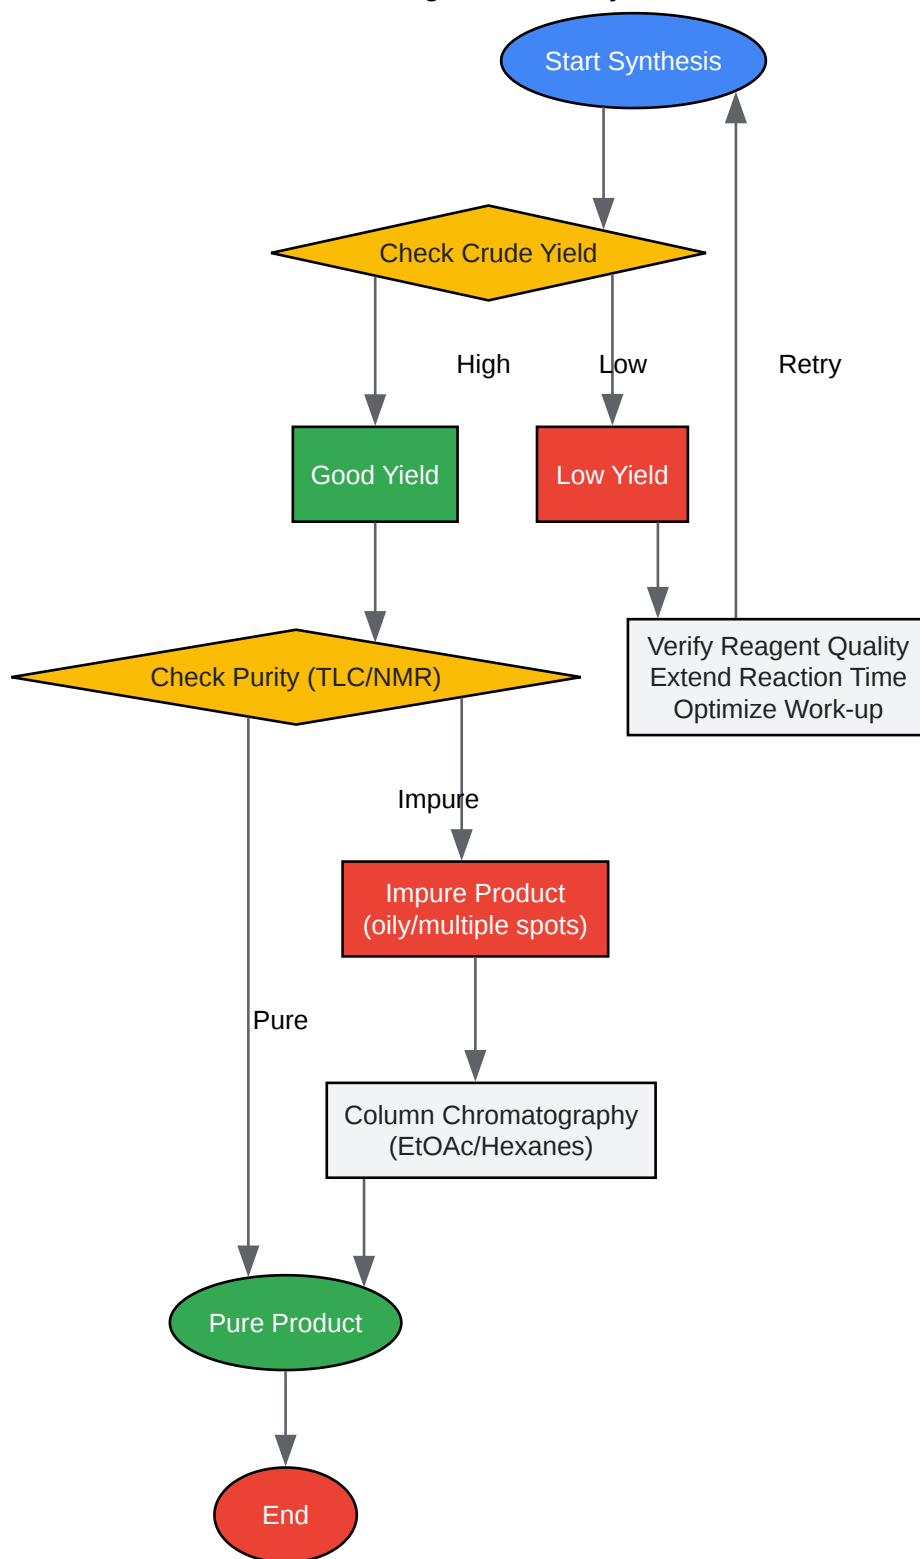 Start Synthesis
Check Crude Yield
High
Low
Retry
Good Yield
Low Yield
Verify Reagent Quality
Extend Reaction Time
Optimize Work-up
Check Purity (TLC/NMR)
Impure
Impure Product
(oily/multiple spots)
Pure
Column Chromatography
(EtOAc/Hexanes)
Pure Product
End